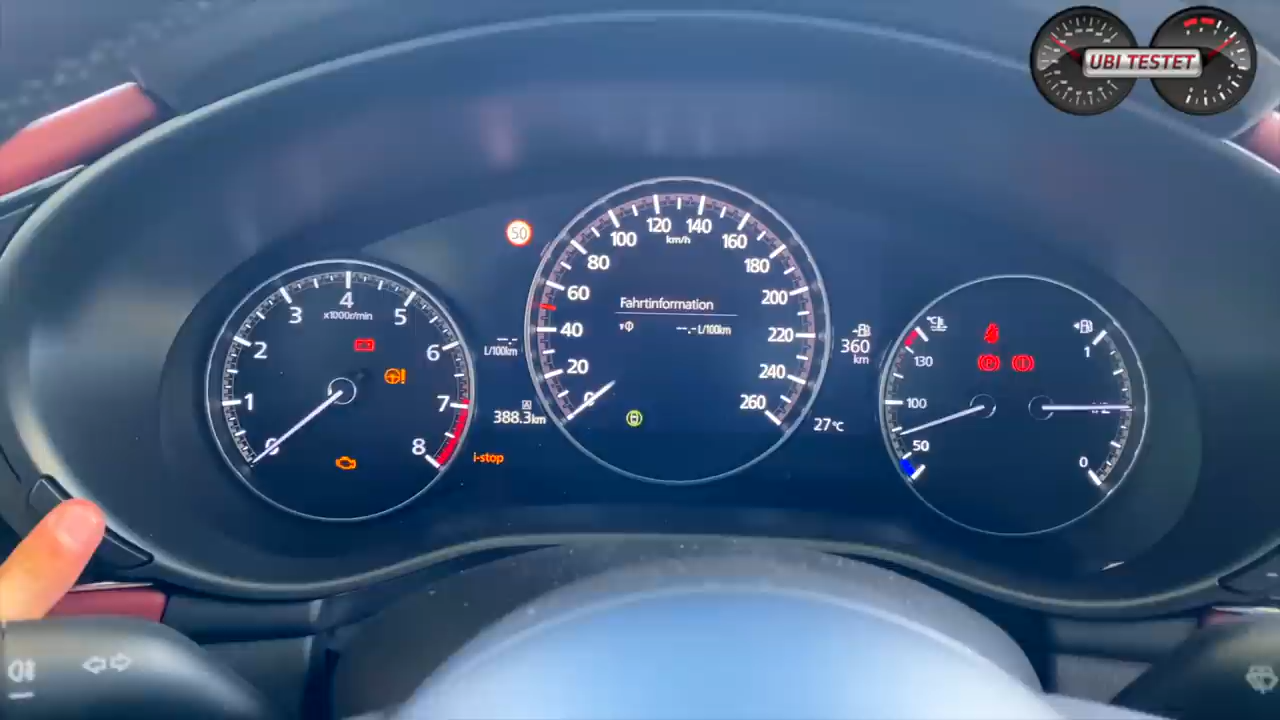 UBI TESTET
50
0
1
2
3
4
5
6
7
8
x1000r/min
--.-
L/100km
388.3km
i-stop
0
20
40
60
80
100
120
140
160
180
200
220
240
260
km/h
Fahrtinformation
--.- L/100km
360
km
27°C
°C
130
100
50
1
1/2
0